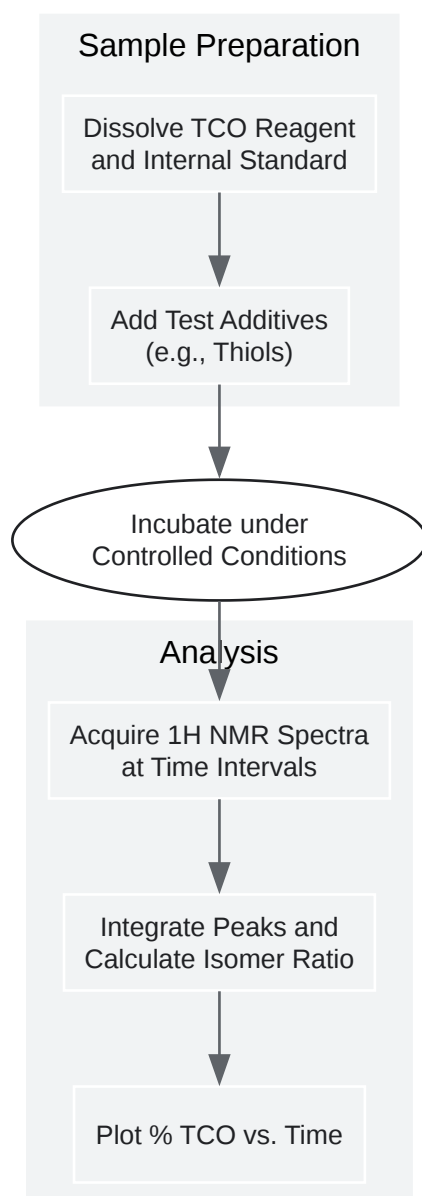 Sample Preparation
Dissolve TCO Reagent
and Internal Standard
Add Test Additives
(e.g., Thiols)
Incubate under
Controlled Conditions
Analysis
Acquire 1H NMR Spectra
at Time Intervals
Integrate Peaks and
Calculate Isomer Ratio
Plot % TCO vs. Time